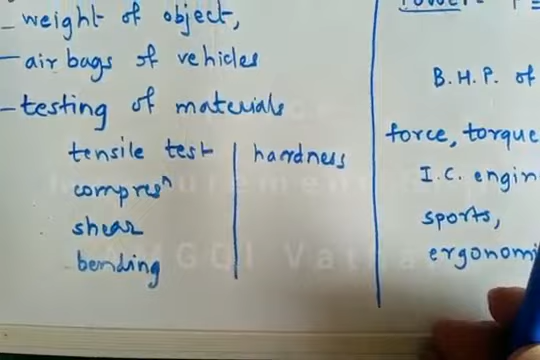 - weight of object,
- air bags of vehicles
- testing of materials
tensile test
compresⁿ
shear
bending
hardness
Power:-
B.H.P. of
force, torque
I.C. engin
sports,
ergonomi